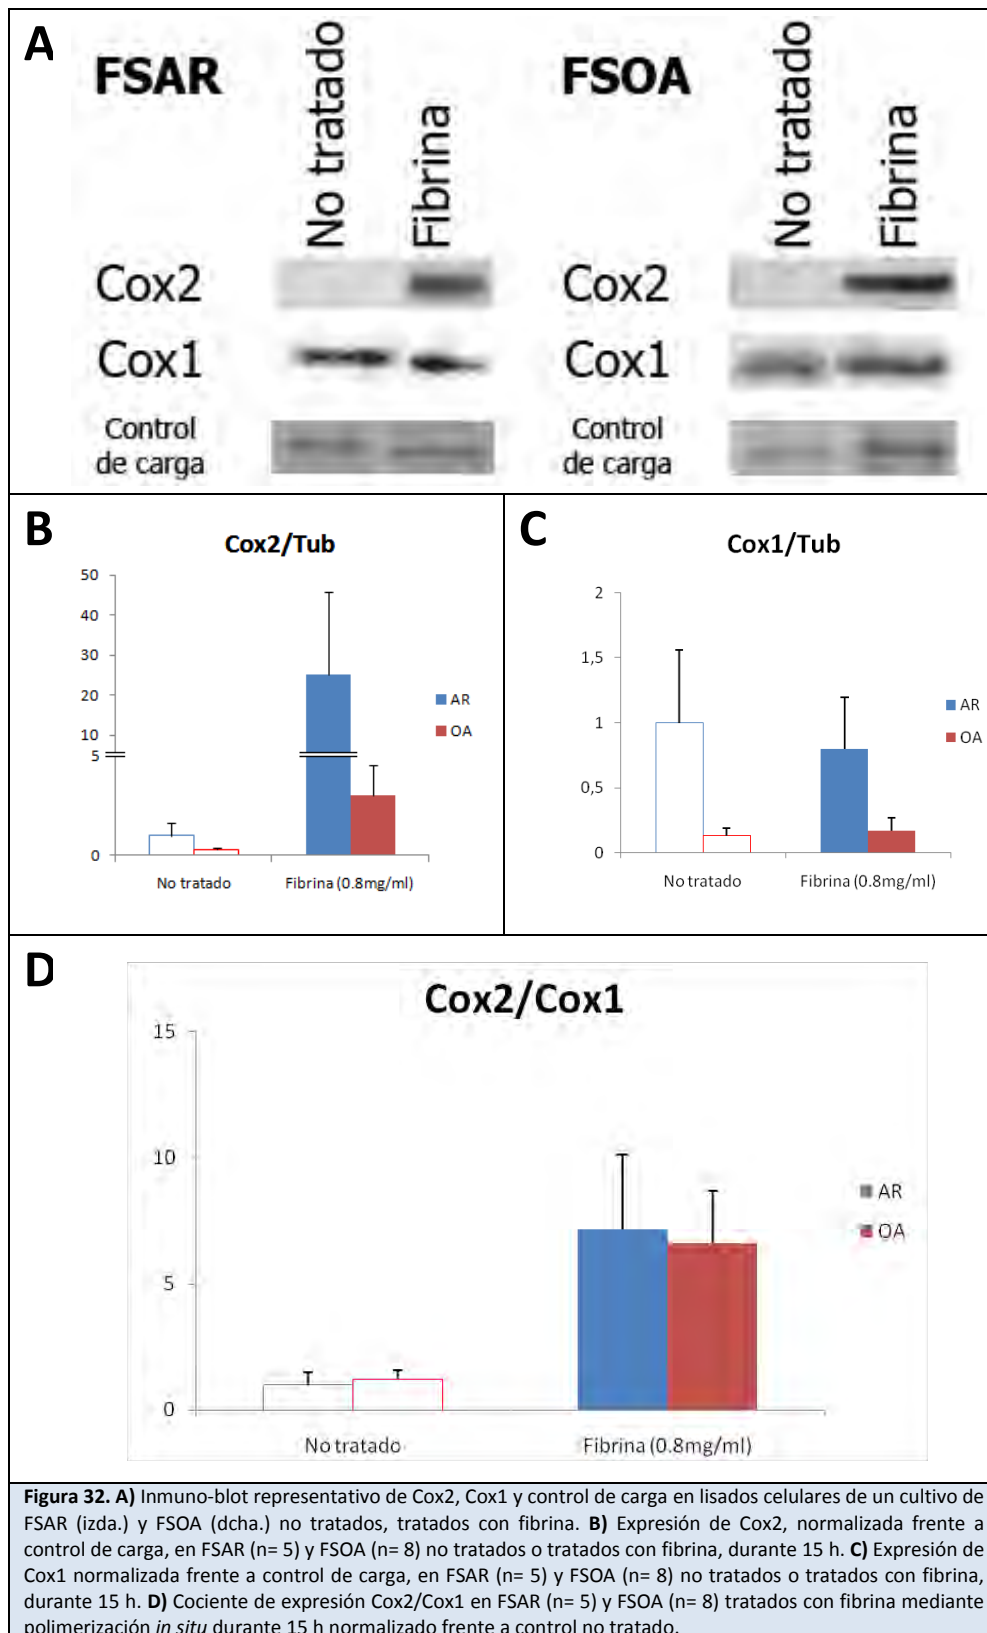 A
FSAR
No tratado
Fibrina
FSOA
No tratado
Fibrina
Cox2
Cox2
Cox1
Cox1
Control
de carga
Control
de carga
B
Cox2/Tub
50
40
30
20
10
5
0
AR
OA
No tratado
Fibrina (0.8mg/ml)
C
Cox1/Tub
2
1,5
1
0,5
0
AR
OA
No tratado
Fibrina (0.8mg/ml)
D
Cox2/Cox1
15
10
5
0
AR
OA
No tratado
Fibrina (0.8mg/ml)
Figura 32. A) Inmuno-blot representativo de Cox2, Cox1 y control de carga en lisados celulares de un cultivo de
FSAR (izda.) y FSOA (dcha.) no tratados, tratados con fibrina. B) Expresión de Cox2, normalizada frente a
control de carga, en FSAR (n= 5) y FSOA (n= 8) no tratados o tratados con fibrina, durante 15 h. C) Expresión de
Cox1 normalizada frente a control de carga, en FSAR (n= 5) y FSOA (n= 8) no tratados o tratados con fibrina,
durante 15 h. D) Cociente de expresión Cox2/Cox1 en FSAR (n= 5) y FSOA (n= 8) tratados con fibrina mediante
polimerización in situ durante 15 h normalizado frente a control no tratado.